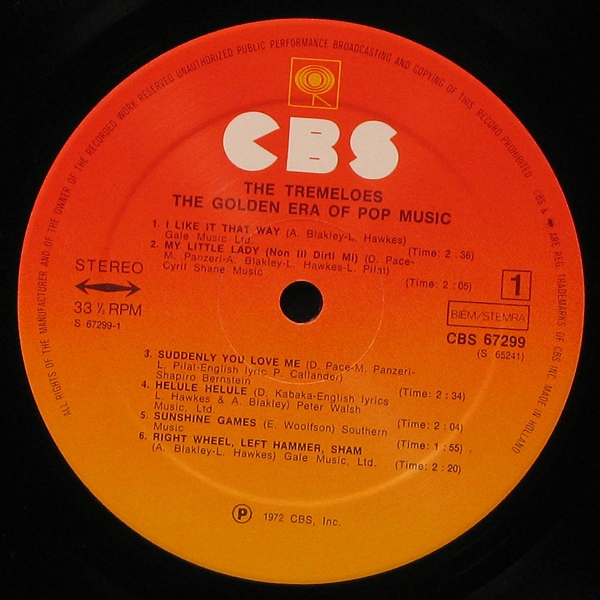 ALL RIGHTS OF THE MANUFACTURER AND OF THE OWNER OF THE RECORDED WORK RESERVED UNAUTHORIZED PUBLIC PERFORMANCE BROADCASTING AND COPYING OF THIS RECORD PROHIBITED
CBS & ARE REG. TRADEMARKS OF CBS INC. MADE IN HOLLAND
CBS
THE TREMELOES
THE GOLDEN ERA OF POP MUSIC
1. I LIKE IT THAT WAY (A. Blakley-L. Hawkes)
Gale Music Ltd. (Time: 2 : 36)
2. MY LITTLE LADY (Non Ill Dirti Mi) (D. Pace-
M. Panzeri-A. Blakley-L. Hawkes-L. Pilat)
Cyril Shane Music (Time: 2 : 05)
STEREO
33 ⅓ RPM
S 67299-1
1
BIEM/STEMRA
CBS 67299
(S 65241)
3. SUDDENLY YOU LOVE ME (D. Pace-M. Panzeri-
L. Pilat-English lyric P. Callander)
Shapiro Bernstein (Time: 2 : 34)
4. HELULE HELULE (D. Kabaka-English lyrics
L. Hawkes & A. Blakley) Peter Walsh
Music, Ltd. (Time: 2 : 04)
5. SUNSHINE GAMES (E. Woolfson) Southern
Music (Time: 1 : 55)
6. RIGHT WHEEL, LEFT HAMMER, SHAM
(A. Blakley-L. Hawkes) Gale Music, Ltd. (Time: 2 : 20)
Ⓟ 1972 CBS, Inc.